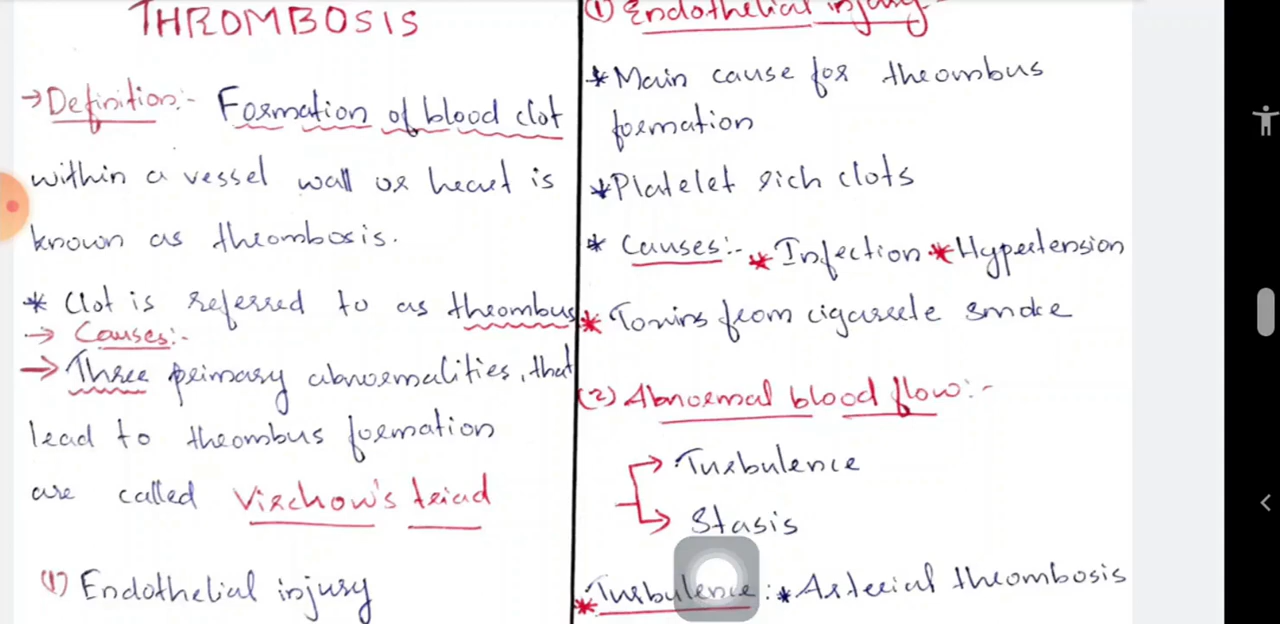 THROMBOSIS
→Definition:- Formation of blood clot
within a vessel wall or heart is
known as thrombosis.
* Clot is referred to as thrombus
→ Causes:-
→ Three primary abnormalities, that
lead to thrombus formation
are called Virchow's triad
(1) Endothelial injury
(1) Endothelial injury-
*Main cause for thrombus
formation
*Platelet rich clots
* Causes:- *Infection *Hypertension
*Toxins from cigarrete smoke
(2) Abnormal blood flow:-
→Turbulence
→ Stasis
*Turbulence: *Arterial thrombosis